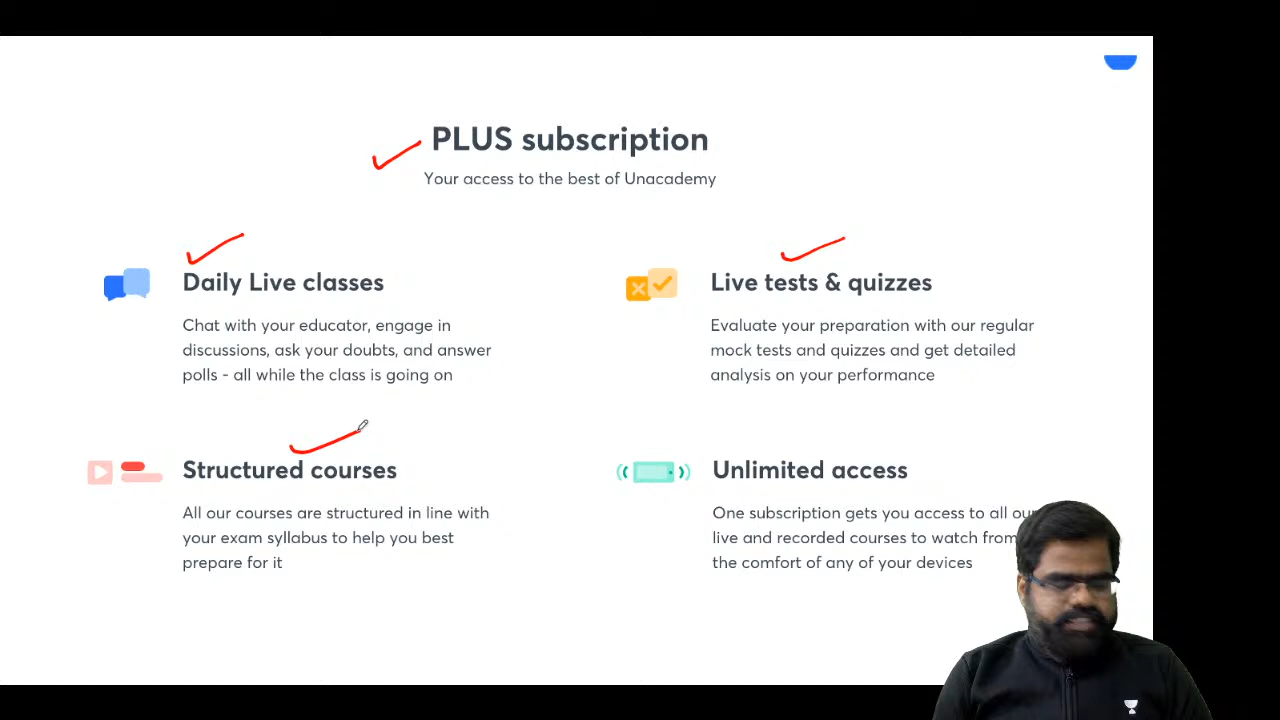 PLUS subscription
Your access to the best of Unacademy
Daily Live classes
Chat with your educator, engage in
discussions, ask your doubts, and answer
polls - all while the class is going on
Live tests & quizzes
Evaluate your preparation with our regular
mock tests and quizzes and get detailed
analysis on your performance
Structured courses
All our courses are structured in line with
your exam syllabus to help you best
prepare for it
Unlimited access
One subscription gets you access to all
live and recorded courses to watch from
the comfort of any of your devices